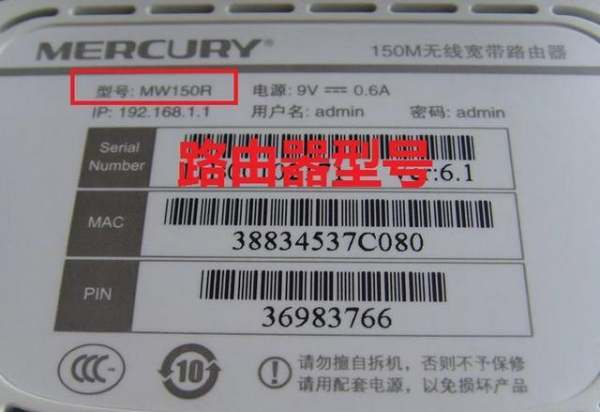 MERCURY® 150M无线宽带路由器
型号: MW150R 电源: 9V 0.6A
IP: 192.168.1.1 用户名: admin 密码: admin
Serial
Number
路由器型号
Ver:6.1
MAC
38834537C080
PIN
36983766
CCC 10
请勿擅自拆机，否则不予保修
请用配套电源，以免损坏产品